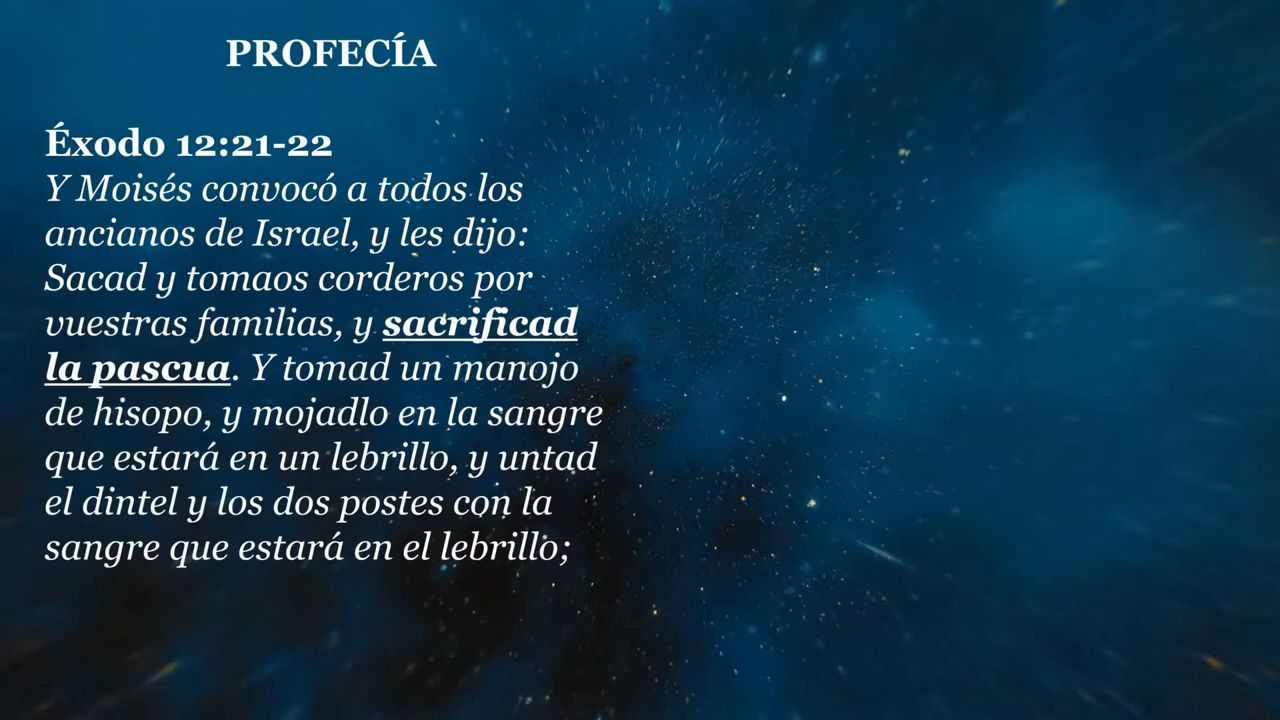 PROFECÍA
Éxodo 12:21-22
Y Moisés convocó a todos los
ancianos de Israel, y les dijo:
Sacad y tomaos corderos por
vuestras familias, y sacrificad
la pascua. Y tomad un manojo
de hisopo, y mojadlo en la sangre
que estará en un lebrillo, y untad
el dintel y los dos postes con la
sangre que estará en el lebrillo;